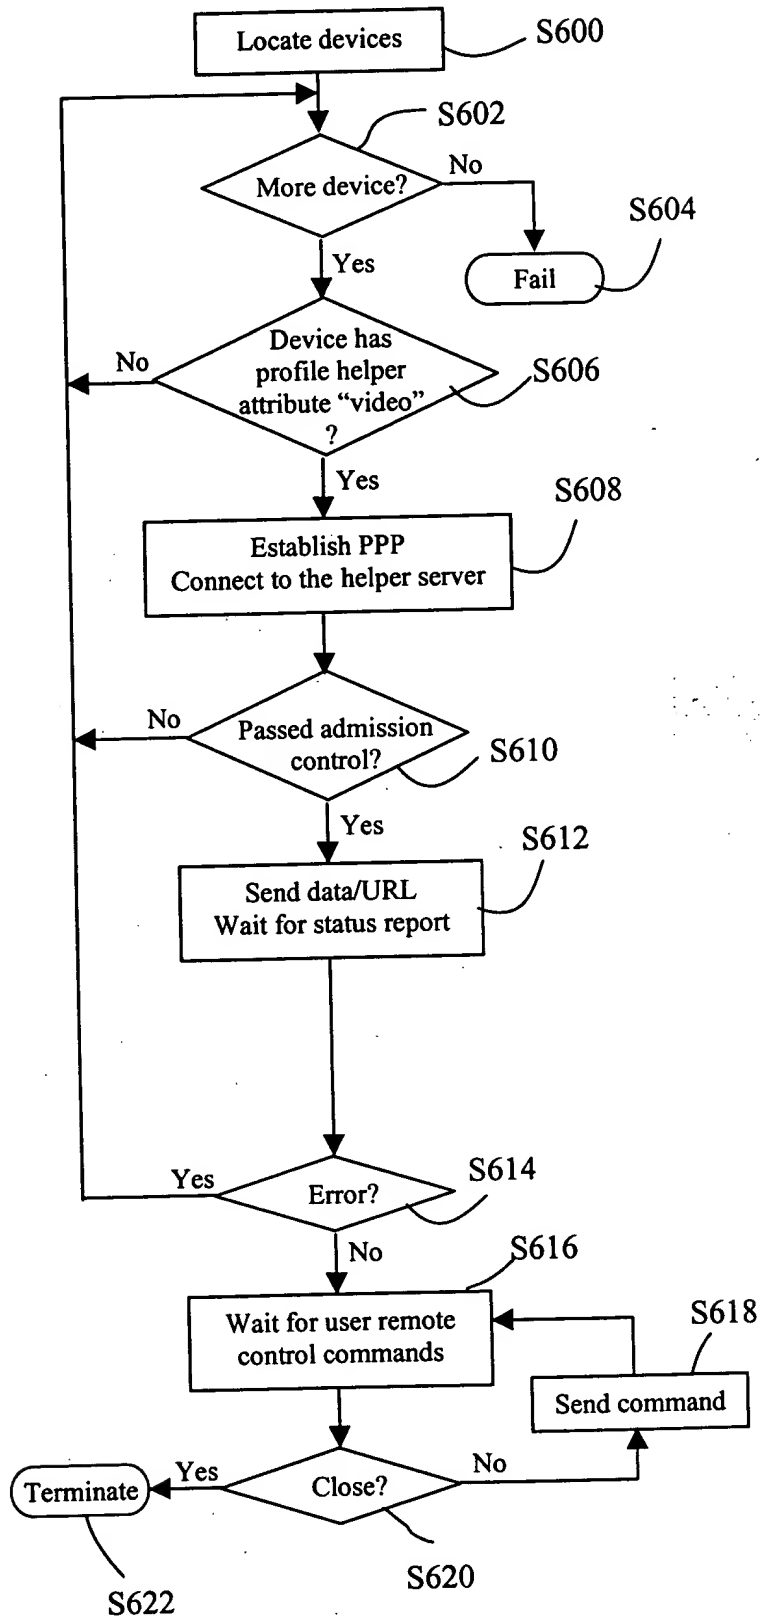 Locate devices
S600
S602
More device?
No
S604
Fail
Yes
Device has
profile helper
attribute “video”
?
No
S606
Yes
S608
Establish PPP
Connect to the helper server
No
Passed admission
control?
S610
Yes
S612
Send data/URL
Wait for status report
Yes
Error?
S614
No
S616
Wait for user remote
control commands
S618
Send command
Terminate
Yes
Close?
No
S620
S622